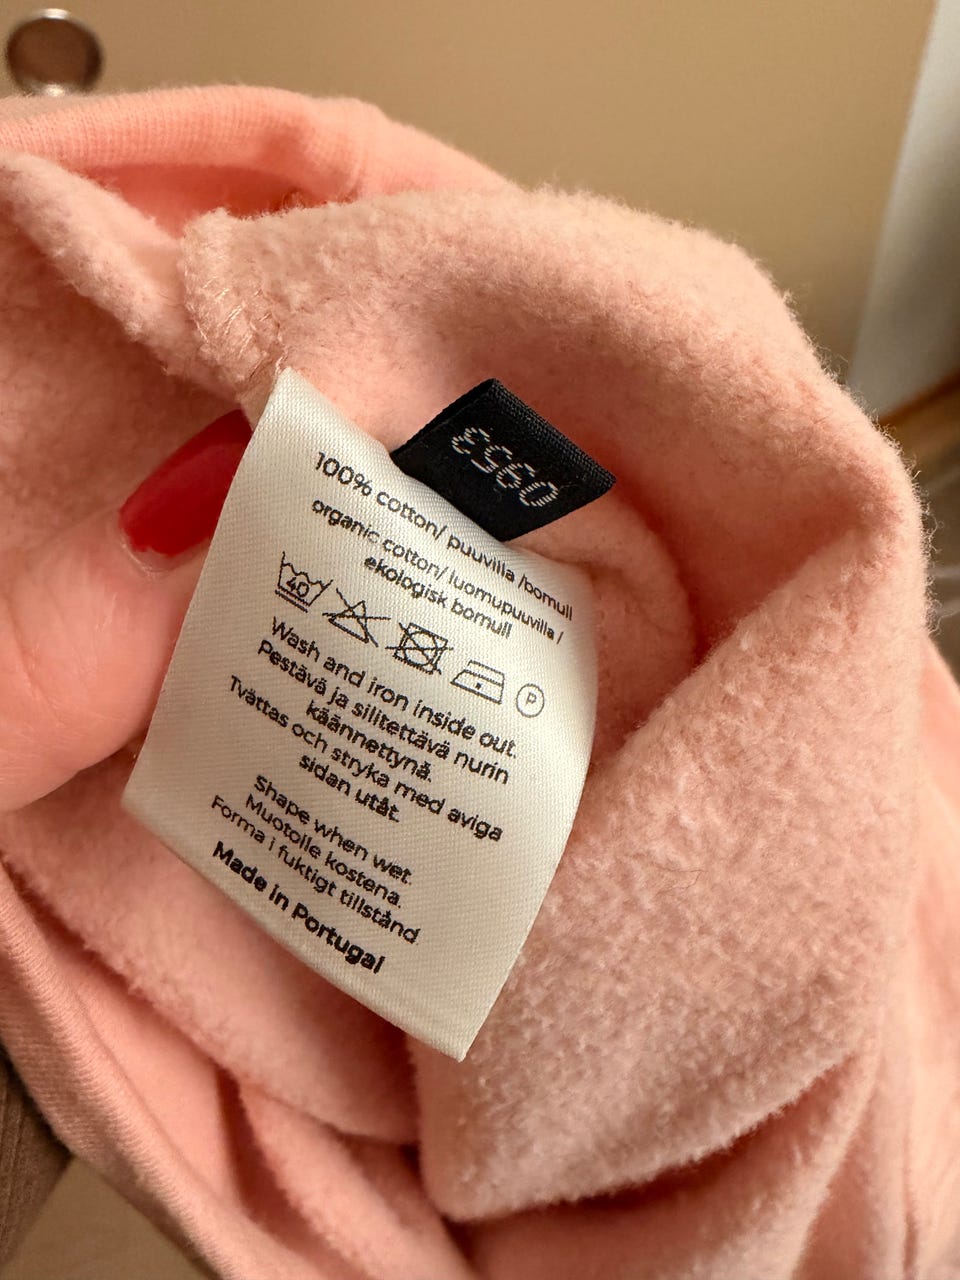 0953
100% cotton/ puuvilla /bomull
organic cotton/ luomupuuvilla /
ekologisk bomull
40
P
Wash and iron inside out.
Pestävä ja silitettävä nurin
käännettynä.
Tvättas och stryka med aviga
sidan utåt.
Shape when wet.
Muotoile kostena.
Forma i fuktigt tillstånd
Made in Portugal